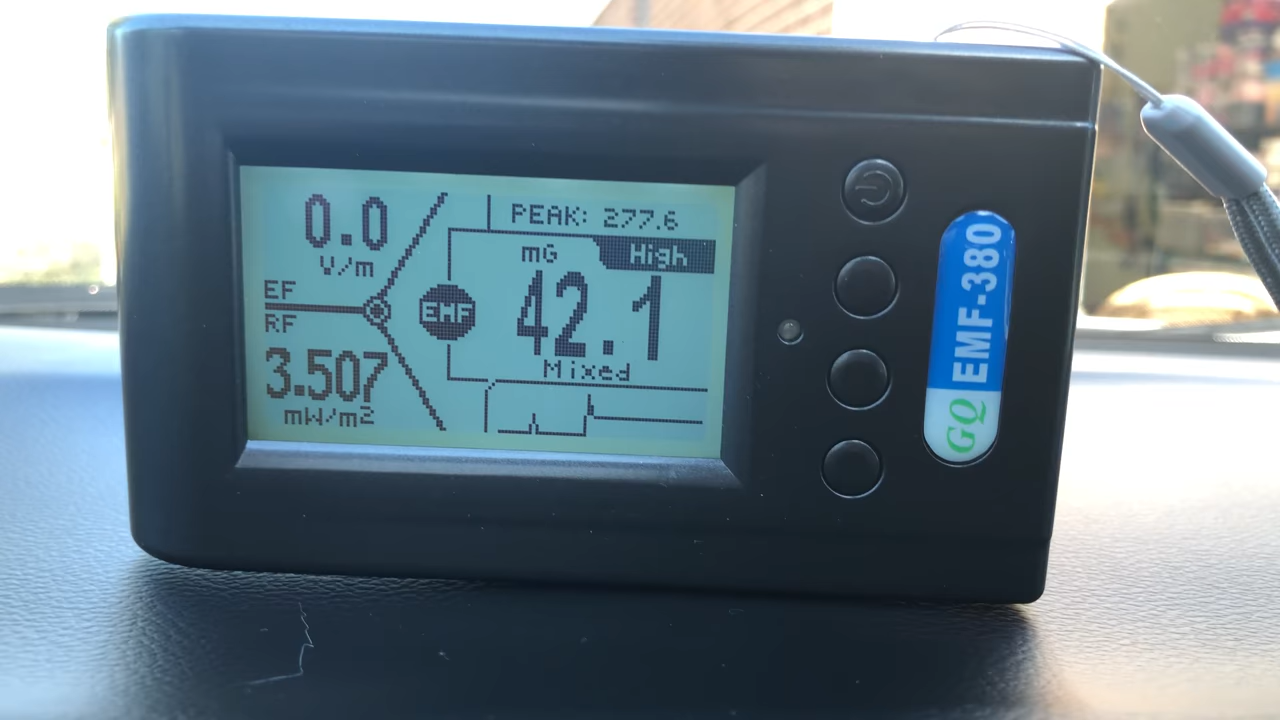 0.0
V/m
EF
RF
3.507
mW/m2
PEAK: 277.6
mG
High
EMF
42.1
Mixed
GQ EMF-380